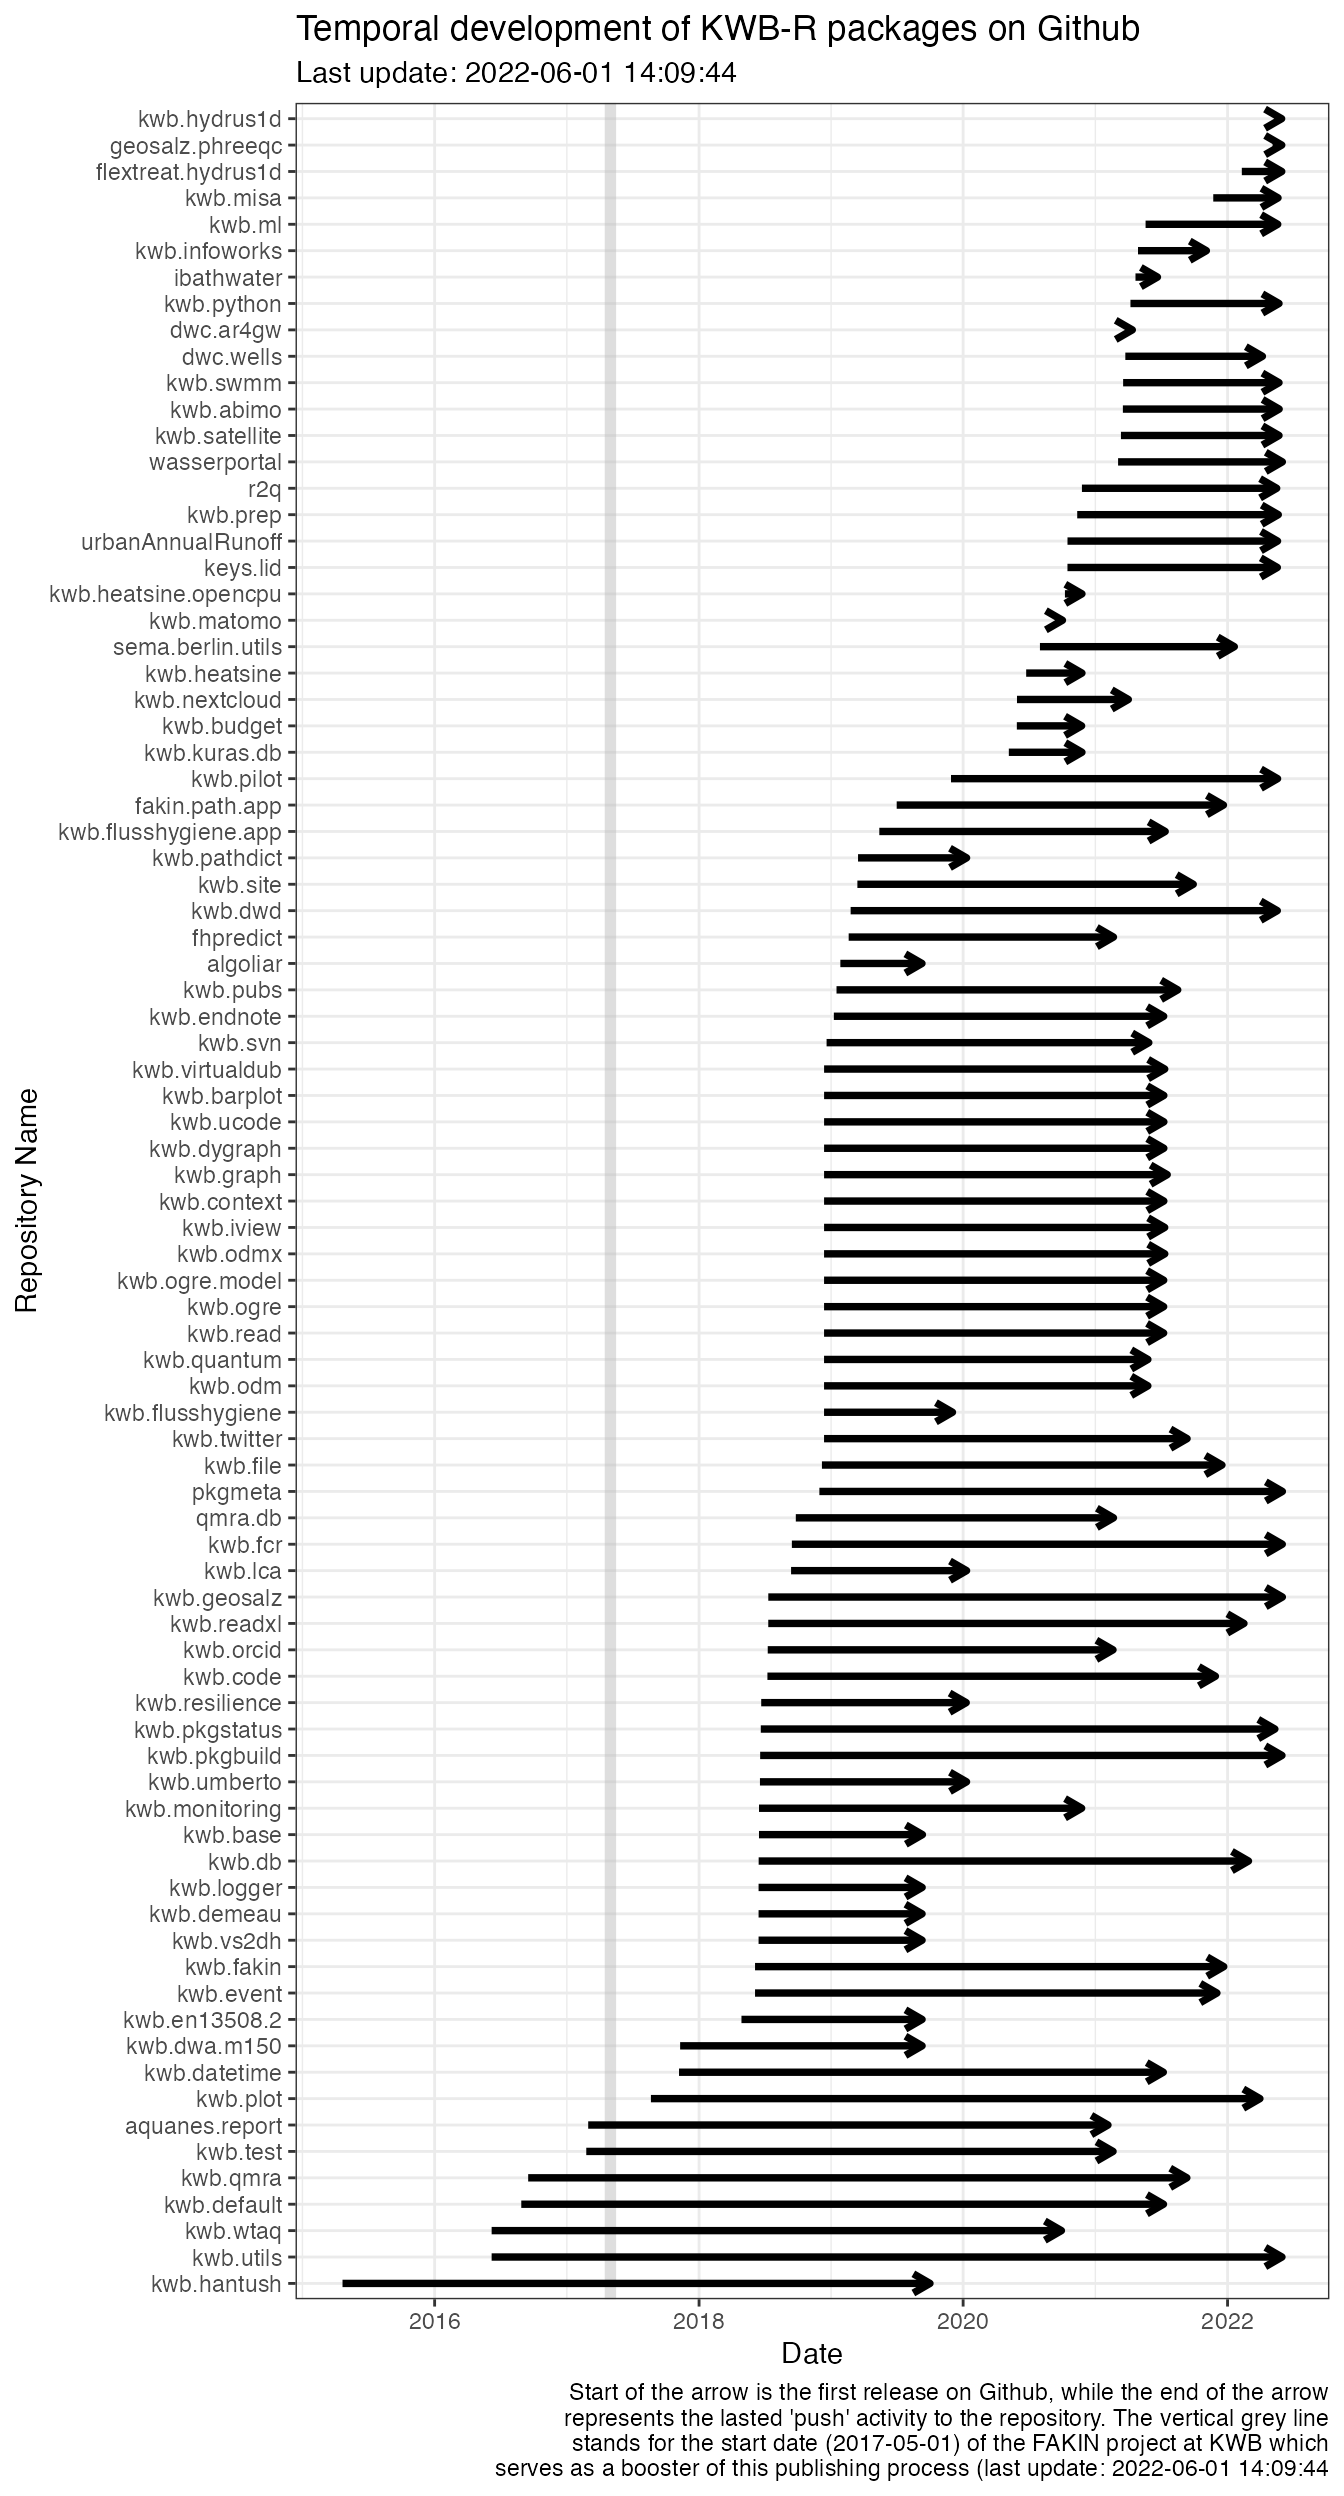 Temporal development of KWB-R packages on Github
Last update: 2022-06-01 14:09:44
Repository Name
kwb.hydrus1d
geosalz.phreeqc
flextreat.hydrus1d
kwb.misa
kwb.ml
kwb.infoworks
ibathwater
kwb.python
dwc.ar4gw
dwc.wells
kwb.swmm
kwb.abimo
kwb.satellite
wasserportal
r2q
kwb.prep
urbanAnnualRunoff
keys.lid
kwb.heatsine.opencpu
kwb.matomo
sema.berlin.utils
kwb.heatsine
kwb.nextcloud
kwb.budget
kwb.kuras.db
kwb.pilot
fakin.path.app
kwb.flusshygiene.app
kwb.pathdict
kwb.site
kwb.dwd
fhpredict
algoliar
kwb.pubs
kwb.endnote
kwb.svn
kwb.virtualdub
kwb.barplot
kwb.ucode
kwb.dygraph
kwb.graph
kwb.context
kwb.iview
kwb.odmx
kwb.ogre.model
kwb.ogre
kwb.read
kwb.quantum
kwb.odm
kwb.flusshygiene
kwb.twitter
kwb.file
pkgmeta
qmra.db
kwb.fcr
kwb.lca
kwb.geosalz
kwb.readxl
kwb.orcid
kwb.code
kwb.resilience
kwb.pkgstatus
kwb.pkgbuild
kwb.umberto
kwb.monitoring
kwb.base
kwb.db
kwb.logger
kwb.demeau
kwb.vs2dh
kwb.fakin
kwb.event
kwb.en13508.2
kwb.dwa.m150
kwb.datetime
kwb.plot
aquanes.report
kwb.test
kwb.qmra
kwb.default
kwb.wtaq
kwb.utils
kwb.hantush
2016 2018 2020 2022
Date
Start of the arrow is the first release on Github, while the end of the arrow
represents the lasted 'push' activity to the repository. The vertical grey line
stands for the start date (2017-05-01) of the FAKIN project at KWB which
serves as a booster of this publishing process (last update: 2022-06-01 14:09:44